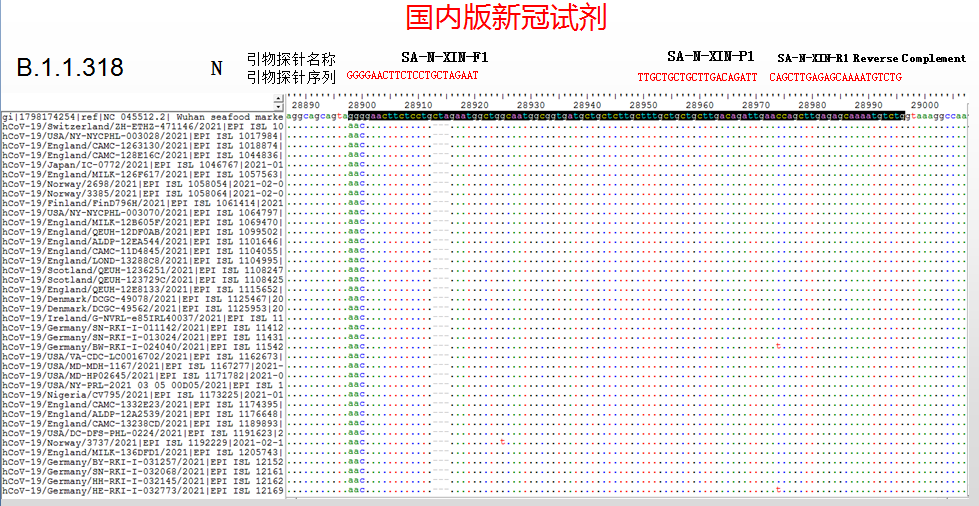 国内版新冠试剂
B.1.1.318 N
引物探针名称 SA-N-XIN-F1 SA-N-XIN-P1 SA-N-XIN-R1 Reverse Complement
引物探针序列 GGGGAACTTCTCCTGCTAGAAT TTGCTGCTGCTTGACAGATT CAGCTTGAGAGCAAAATGTCTG
28890 28900 28910 28920 28930 28940 28950 28960 28970 28980 28990 29000
gi|1798174254|ref|NC 045512.2| Wuhan seafood marke aggcagcagtaggggaacttctcctgctagaatggctggcaatggcggtgatgctgctcttgctttgctgctgcttgacagattgaaccagcttgagagcaaaatgtctggtaaaggccaa
hCoV-19/Switzerland/ZH-ETHZ-471146/2021|EPI ISL 10 aac
hCoV-19/USA/NY-NYCPHL-003028/2021|EPI ISL 1017984| aac
hCoV-19/England/CAMC-1263130/2021|EPI ISL 1018874| aac
hCoV-19/England/CAMC-128E16C/2021|EPI ISL 1044836| aac
hCoV-19/Japan/IC-0772/2021|EPI ISL 1046767|2021-01 aac
hCoV-19/England/MILK-126F617/2021|EPI ISL 1057563| aac
hCoV-19/Norway/2698/2021|EPI ISL 1058054|2021-02-0 aac
hCoV-19/Norway/3385/2021|EPI ISL 1058064|2021-02-0 aac
hCoV-19/Finland/FinD796H/2021|EPI ISL 1061414|2021 aac
hCoV-19/USA/NY-NYCPHL-003070/2021|EPI ISL 1064797| aac
hCoV-19/England/MILK-12B605F/2021|EPI ISL 1069470| aac
hCoV-19/England/QEUH-12DF0AB/2021|EPI ISL 1099502| aac
hCoV-19/England/ALDP-12EA544/2021|EPI ISL 1101646| aac
hCoV-19/England/CAMC-11D4845/2021|EPI ISL 1104055| aac
hCoV-19/England/LOND-13288C8/2021|EPI ISL 1104995| aac
hCoV-19/Scotland/QEUH-1236251/2021|EPI ISL 1108247 aac
hCoV-19/Scotland/QEUH-123729C/2021|EPI ISL 1108425 aac
hCoV-19/England/QEUH-12E8133/2021|EPI ISL 1115652| aac
hCoV-19/Denmark/DCGC-49078/2021|EPI ISL 1125467|20 aac
hCoV-19/Denmark/DCGC-49562/2021|EPI ISL 1125953|20 aac
hCoV-19/Ireland/G-NVRL-e85IRL40037/2021|EPI ISL 11 aac
hCoV-19/Germany/SN-RKI-I-011142/2021|EPI ISL 11412 aac
hCoV-19/Germany/SN-RKI-I-013024/2021|EPI ISL 11431 aac
hCoV-19/Germany/BW-RKI-I-024040/2021|EPI ISL 11542 aac t
hCoV-19/USA/VA-CDC-LC0016702/2021|EPI ISL 1162673| aac
hCoV-19/USA/MD-MDH-1167/2021|EPI ISL 1167277|2021- aac
hCoV-19/USA/MD-HP02645/2021|EPI ISL 1171782|2021-0 aac
hCoV-19/USA/NY-PRL-2021 03 05 00D05/2021|EPI ISL 1 aac
hCoV-19/Nigeria/CV795/2021|EPI ISL 1173225|2021-01 aac
hCoV-19/England/CAMC-1332E23/2021|EPI ISL 1174395| aac
hCoV-19/England/ALDP-12A2539/2021|EPI ISL 1176648| aac
hCoV-19/England/CAMC-13238CD/2021|EPI ISL 1189893| aac
hCoV-19/USA/DC-DFS-PHL-0224/2021|EPI ISL 1191623|2 aac
hCoV-19/Norway/3737/2021|EPI ISL 1192229|2021-02-1 aac t
hCoV-19/England/MILK-136DFD1/2021|EPI ISL 1205743| aac
hCoV-19/Germany/BY-RKI-I-031257/2021|EPI ISL 12152 aac
hCoV-19/Germany/SN-RKI-I-032068/2021|EPI ISL 12161 aac
hCoV-19/Germany/HH-RKI-I-032145/2021|EPI ISL 12162 aac
hCoV-19/Germany/HE-RKI-I-032773/2021|EPI ISL 12169 aac t